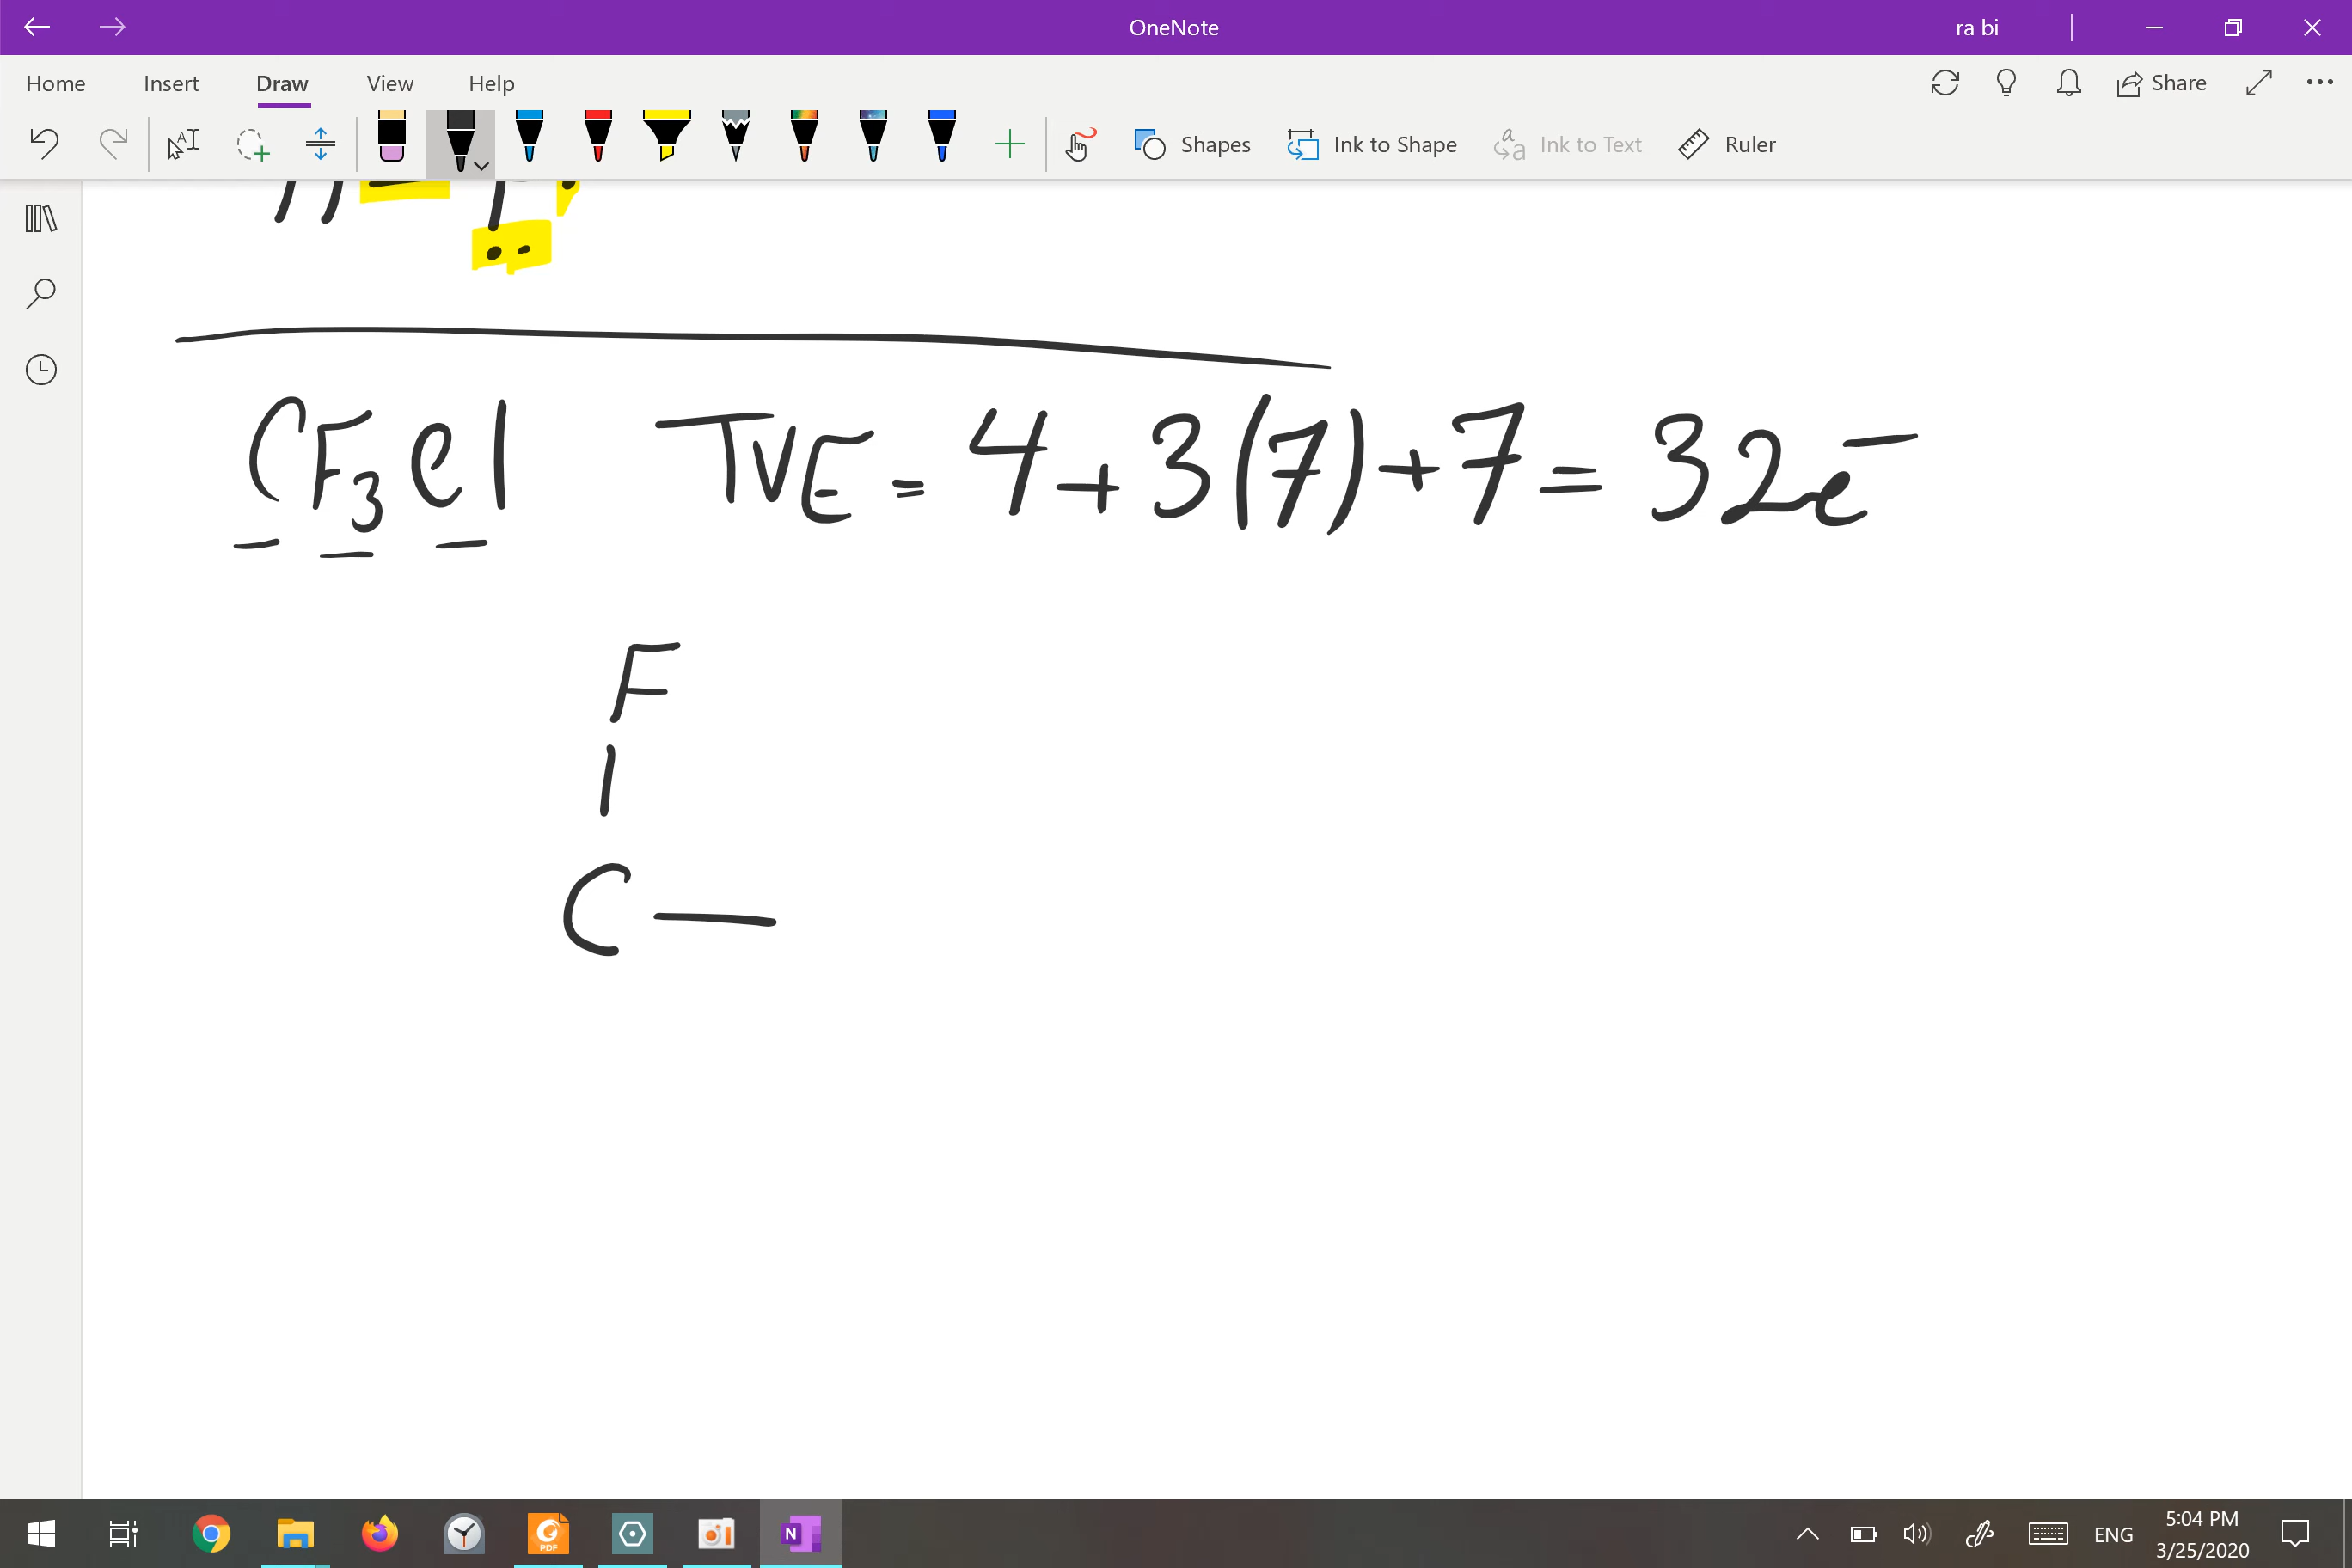 OneNote
ra bi
Home Insert Draw View Help
Share
Shapes Ink to Shape Ink to Text Ruler
CF₃Cl TVE = 4+3(7)+7 = 32e⁻
F
C
5:04 PM
ENG
3/25/2020